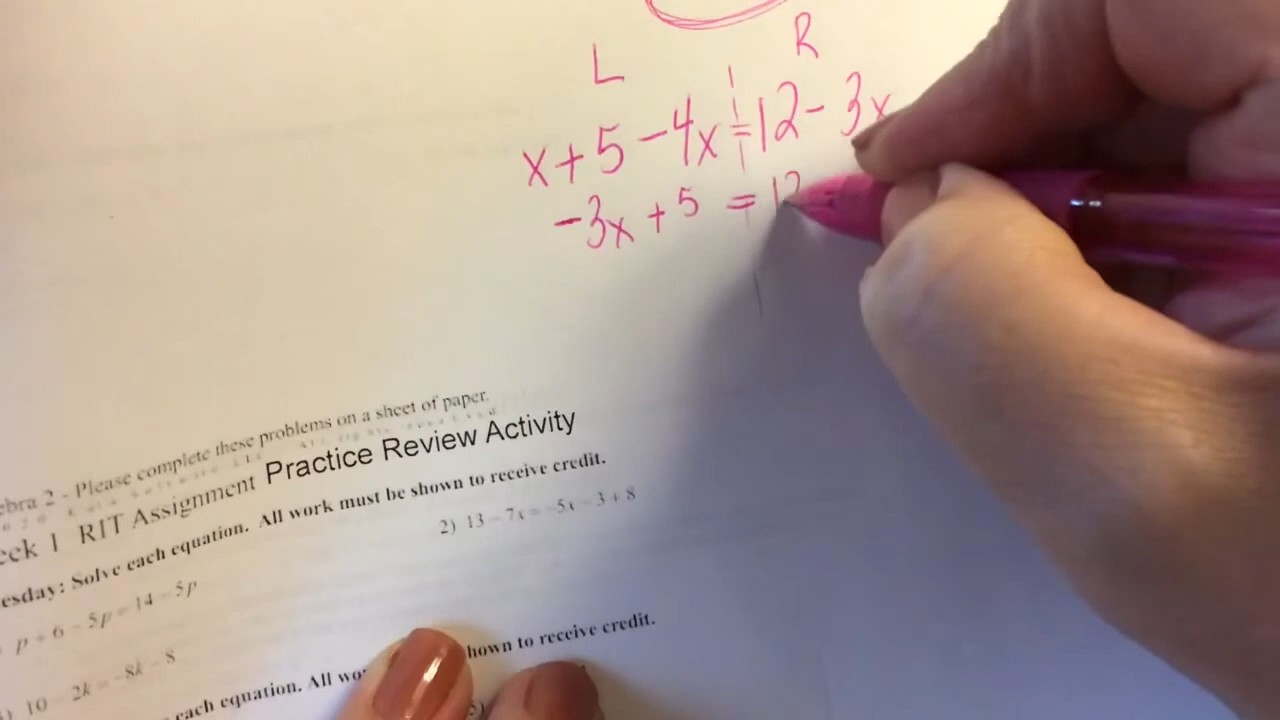 L R
x + 5 - 4x = 12 - 3x
-3x + 5 = 12
ebra 2 - Please complete these problems on a sheet of paper.
eek 1 RIT Assignment Practice Review Activity
esday: Solve each equation. All work must be shown to receive credit.
2) 13 - 7x = -5x - 3 + 8
p + 6 - 5p = 14 - 5p
10 - 2k = -8k - 8
each equation. All wo hown to receive credit.